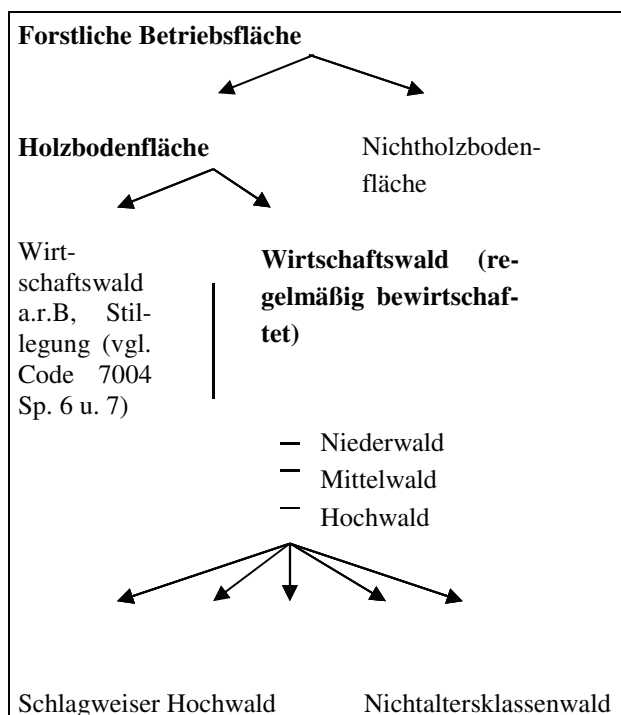 Forstliche Betriebsfläche
Holzbodenfläche
Nichtholzboden-
fläche
Wirt-
schaftswald
a.r.B, Stil-
legung (vgl.
Code 7004
Sp. 6 u. 7)
Wirtschaftswald (re-
gelmäßig bewirtschaf-
tet)
Niederwald
Mittelwald
Hochwald
Schlagweiser Hochwald
Nichtaltersklassenwald